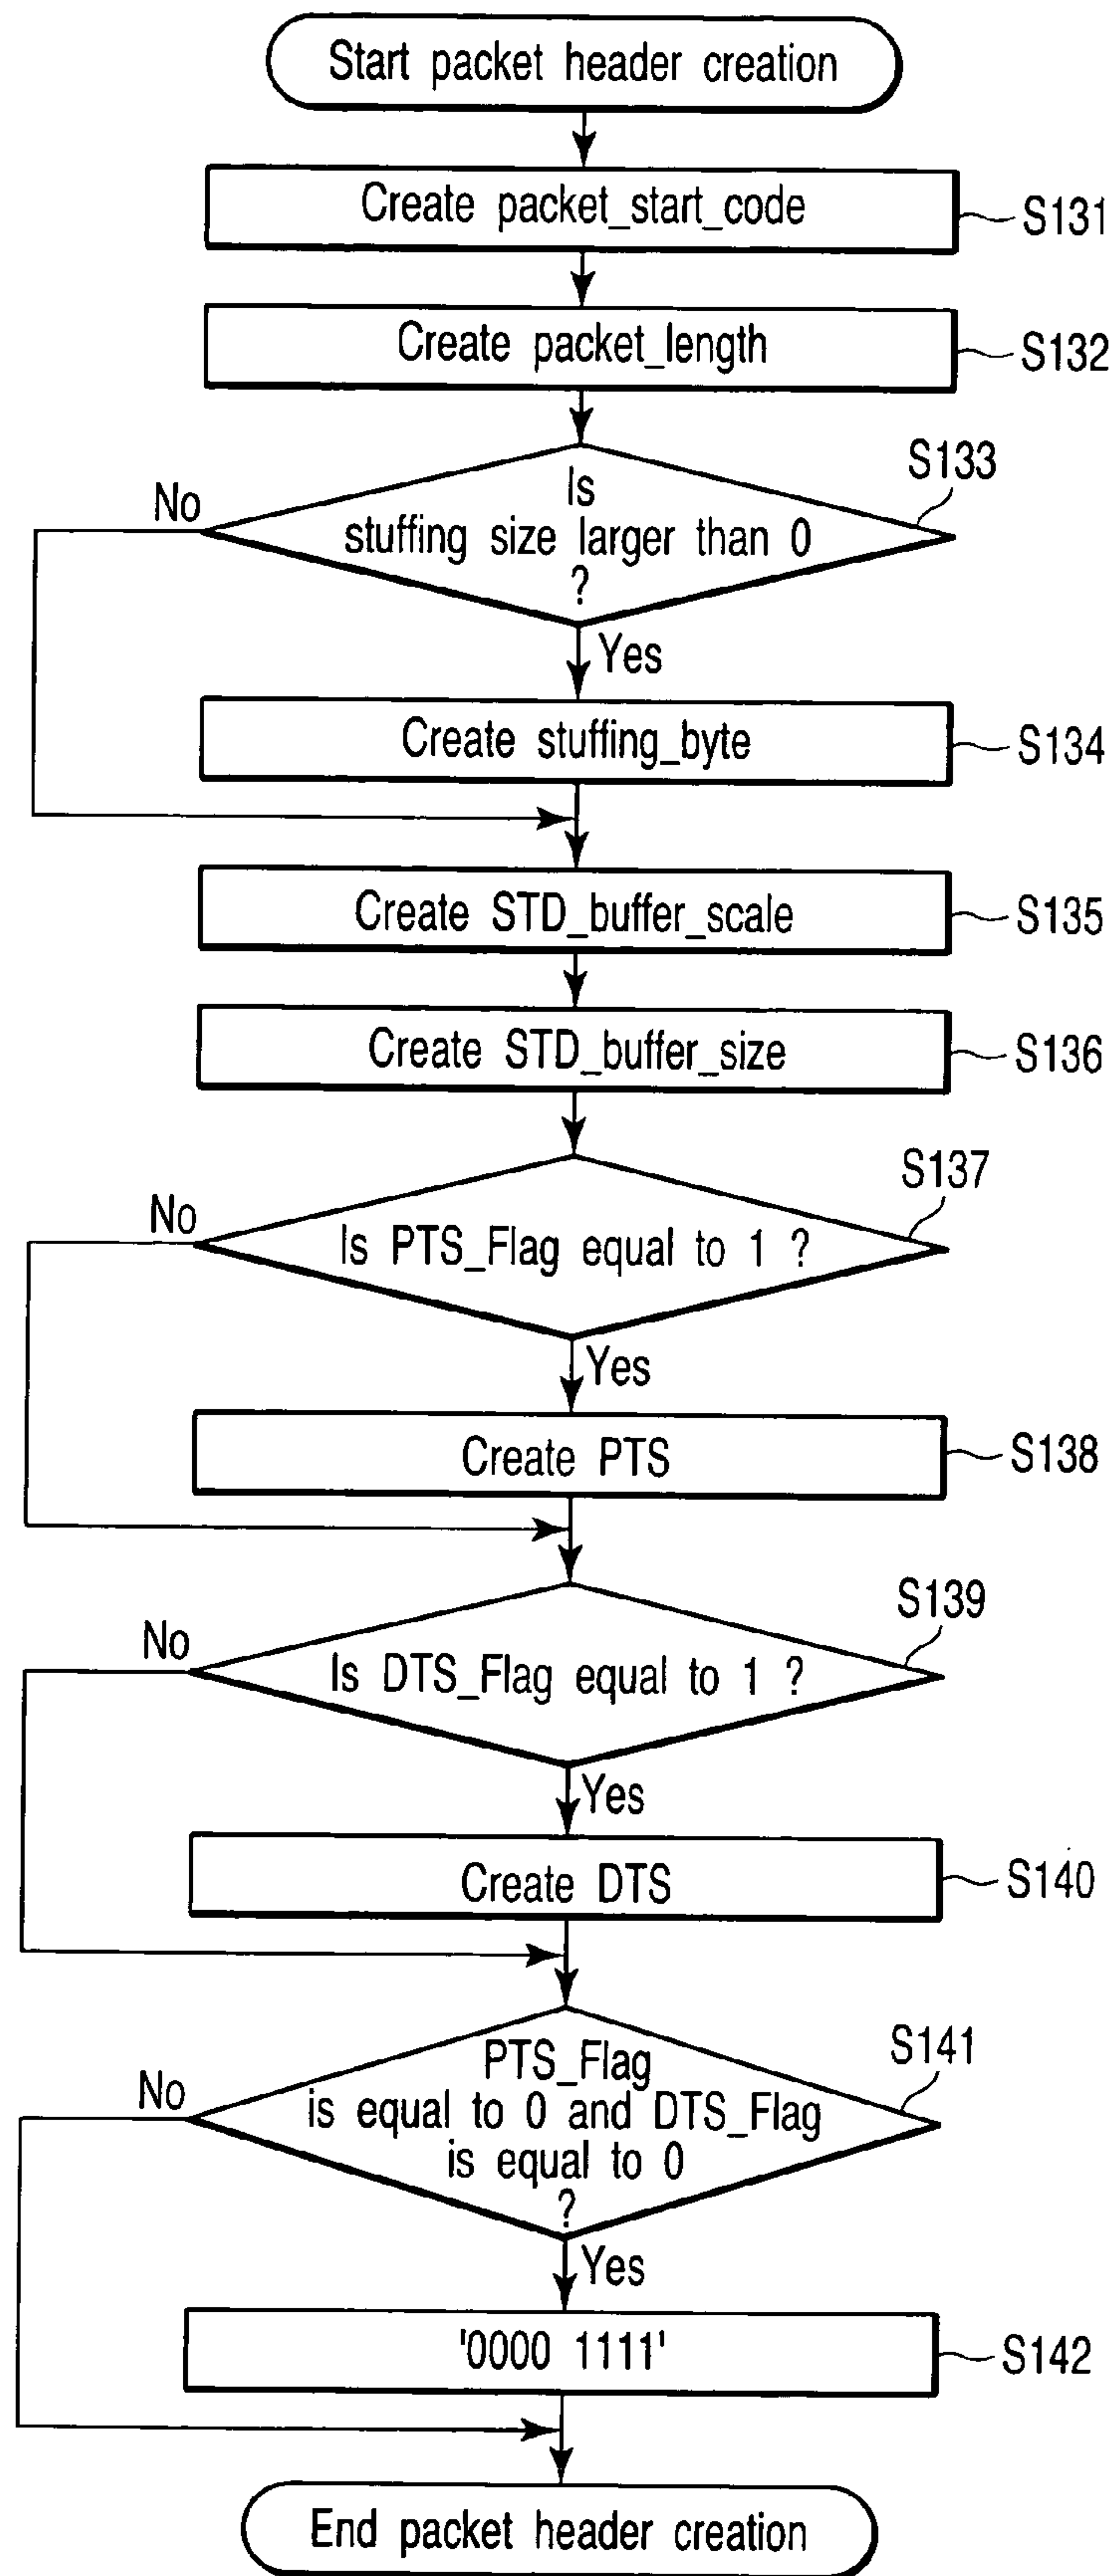 Start packet header creation
Create packet_start_code
S131
Create packet_length
S132
S133
No
Is
stuffing size larger than 0
?
Yes
Create stuffing_byte
S134
Create STD_buffer_scale
S135
Create STD_buffer_size
S136
S137
No
Is PTS_Flag equal to 1 ?
Yes
Create PTS
S138
S139
No
Is DTS_Flag equal to 1 ?
Yes
Create DTS
S140
S141
No
PTS_Flag
is equal to 0 and DTS_Flag
is equal to 0
?
Yes
'0000 1111'
S142
End packet header creation